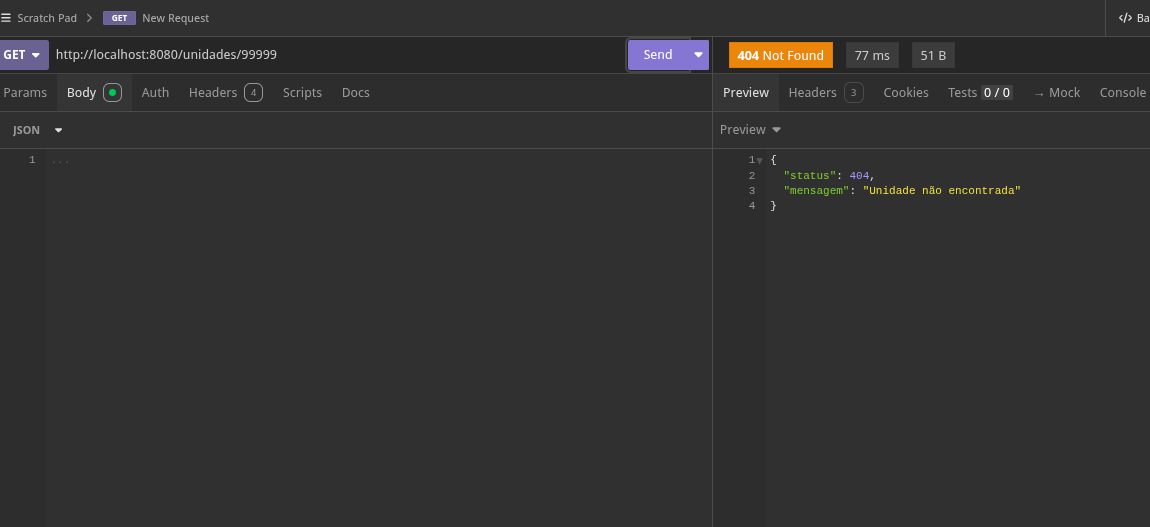 Scratch Pad > GET New Request </> Ba
GET http://localhost:8080/unidades/99999 Send 404 Not Found 77 ms 51 B
Params Body Auth Headers 4 Scripts Docs Preview Headers 3 Cookies Tests 0 / 0 → Mock Console
JSON Preview
1 ...
1 {
2 "status": 404,
3 "mensagem": "Unidade não encontrada"
4 }